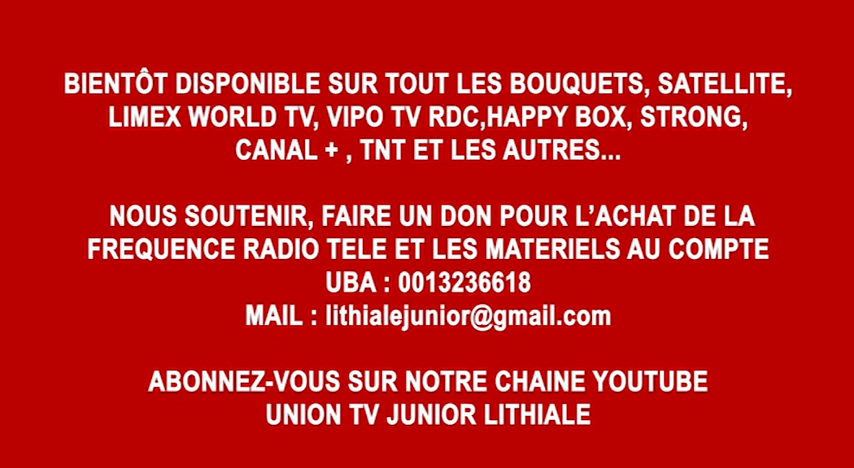 BIENTÔT DISPONIBLE SUR TOUT LES BOUQUETS, SATELLITE,
LIMEX WORLD TV, VIPO TV RDC,HAPPY BOX, STRONG,
CANAL + , TNT ET LES AUTRES...
NOUS SOUTENIR, FAIRE UN DON POUR L'ACHAT DE LA
FREQUENCE RADIO TELE ET LES MATERIELS AU COMPTE
UBA : 0013236618
MAIL : lithialejunior@gmail.com
ABONNEZ-VOUS SUR NOTRE CHAINE YOUTUBE
UNION TV JUNIOR LITHIALE